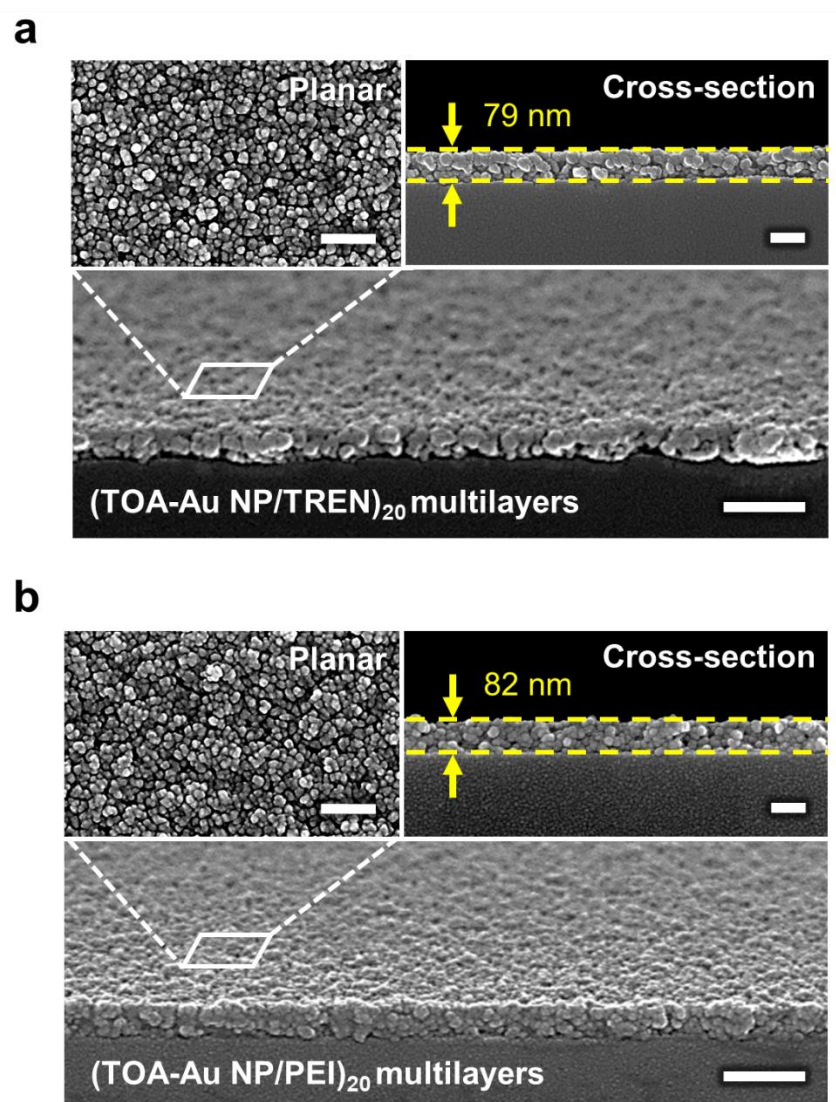 a
Planar
Cross-section
79 nm
(TOA-Au NP/TREN)₂₀ multilayers
b
Planar
Cross-section
82 nm
(TOA-Au NP/PEI)₂₀ multilayers